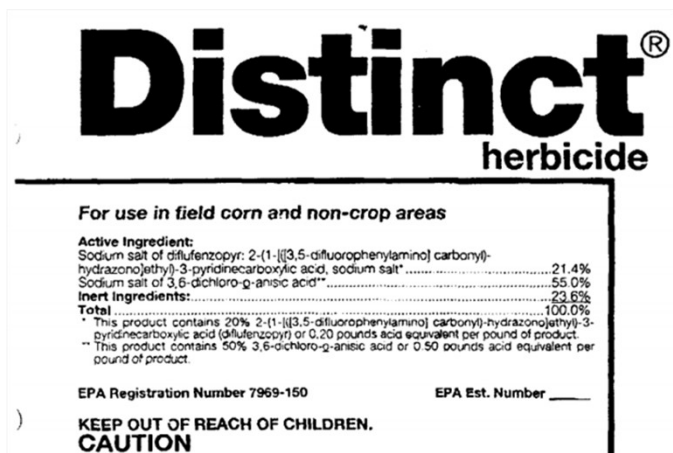 Distinct®
herbicide
For use in field corn and non-crop areas
Active Ingredient:
Sodium salt of diflufenzopyr: 2-(1-[([3,5-difluorophenylamino] carbonyl)-
hydrazono]ethyl)-3-pyridinecarboxylic acid, sodium salt*..............................21.4%
Sodium salt of 3,6-dichloro-o-anisic acid**..............................55.0%
Inert Ingredients:..............................23.6%
Total ..............................100.0%
* This product contains 20% 2-(1-[([3,5-difluorophenylamino] carbonyl)-hydrazono]ethyl)-3-
pyridinecarboxylic acid (diflufenzopyr) or 0.20 pounds acid equivalent per pound of product.
** This product contains 50% 3,6-dichloro-o-anisic acid or 0.50 pounds acid equivalent per
pound of product.
EPA Registration Number 7969-150 EPA Est. Number _____
KEEP OUT OF REACH OF CHILDREN.
CAUTION